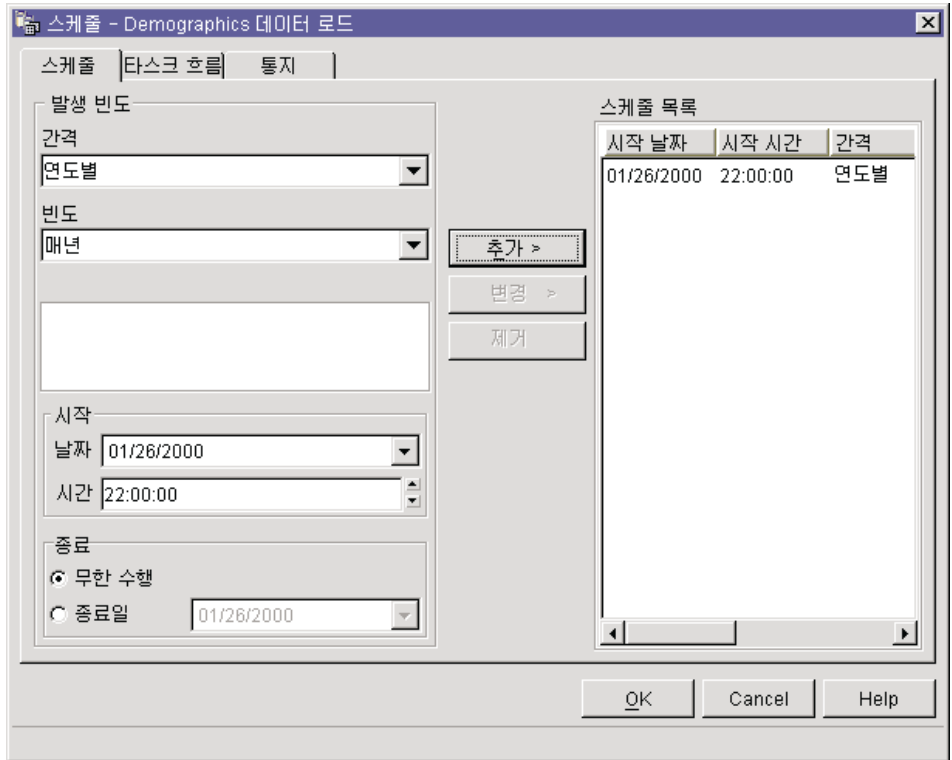 스케줄 - Demographics 데이터 로드
스케줄 타스크 흐름 통지
발생 빈도
간격
연도별
빈도
매년
시작
날짜 01/26/2000
시간 22:00:00
종료
무한 수행
종료일 01/26/2000
추가 >
변경 >
제거
스케줄 목록
시작 날짜 시작 시간 간격
01/26/2000 22:00:00 연도별
OK Cancel Help